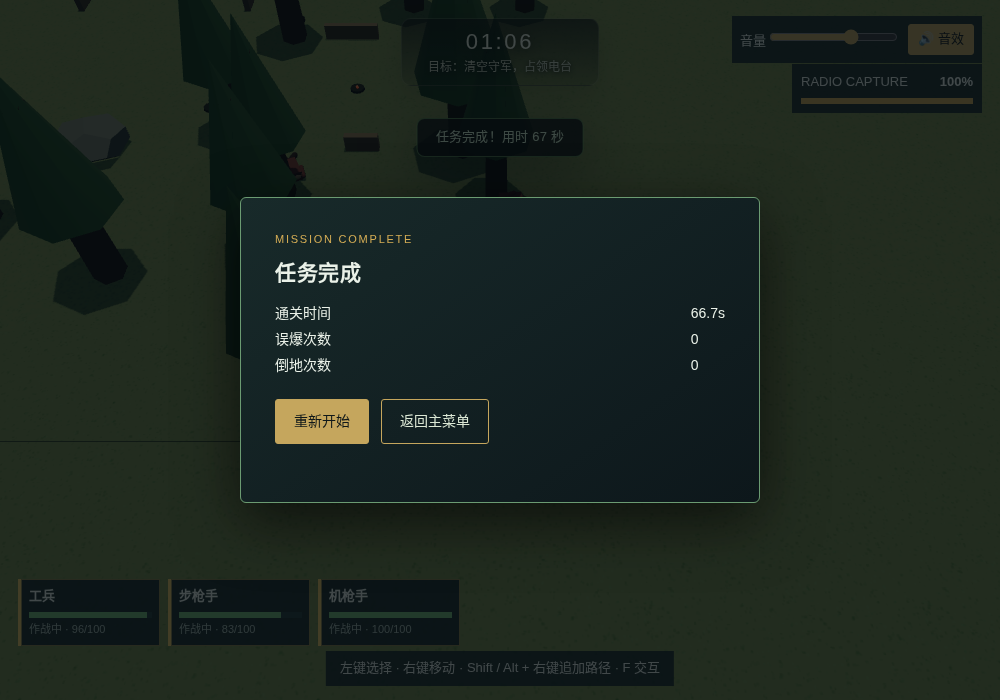 01:06
目标：清空守军，占领电台
音量
🔊 音效
RADIO CAPTURE 100%
任务完成！用时 67 秒
MISSION COMPLETE
任务完成
通关时间 66.7s
误爆次数 0
倒地次数 0
重新开始
返回主菜单
工兵
作战中 · 96/100
步枪手
作战中 · 83/100
机枪手
作战中 · 100/100
左键选择 · 右键移动 · Shift / Alt + 右键追加路径 · F 交互